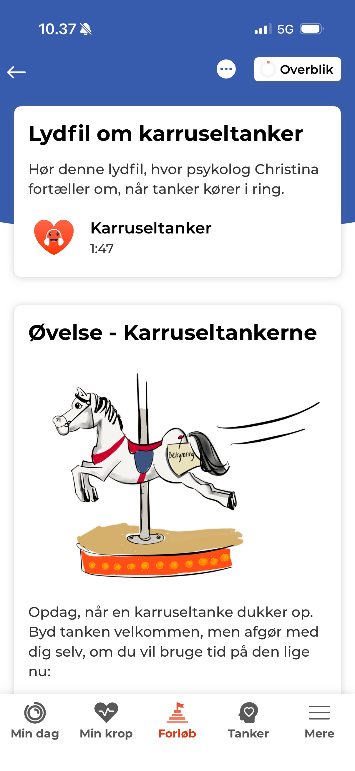 10.37
5G
Overblik
Lydfil om karruseltanker
Hør denne lydfil, hvor psykolog Christina
fortæller om, når tanker kører i ring.
Karruseltanker
1:47
Øvelse - Karruseltankerne
Bekymring
Opdag, når en karruseltanke dukker op.
Byd tanken velkommen, men afgør med
dig selv, om du vil bruge tid på den lige
nu:
Min dag
Min krop
Forløb
Tanker
Mere